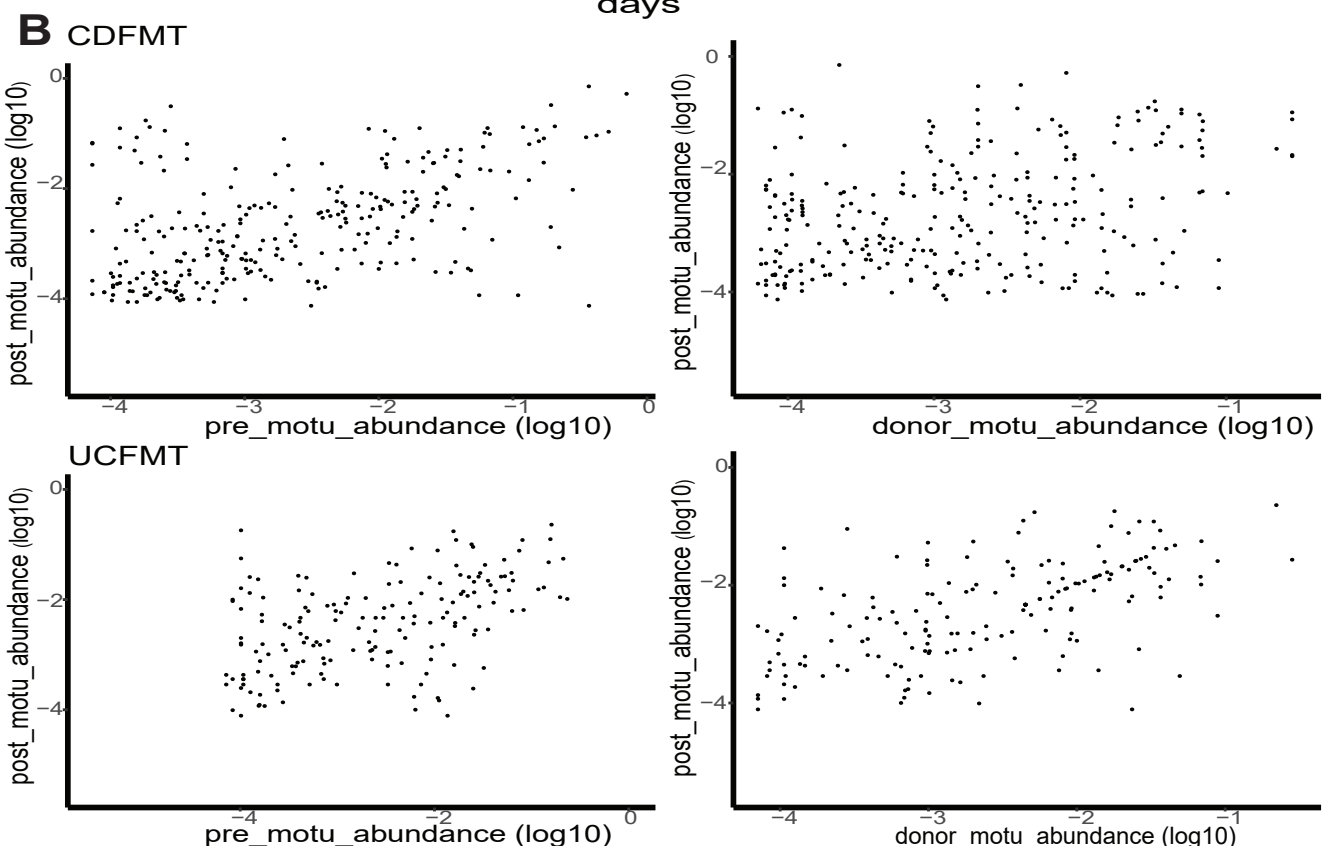 days
B CDFMT
0
−2
−4
post_motu_abundance (log10)
−4 −3 −2 −1 0
pre_motu_abundance (log10)
0
−2
−4
post_motu_abundance (log10)
−4 −3 −2 −1
donor_motu_abundance (log10)
UCFMT
0
−2
−4
post_motu_abundance (log10)
−4 −2 0
pre_motu_abundance (log10)
0
−2
−4
post_motu_abundance (log10)
−4 −3 −2 −1
donor_motu_abundance (log10)